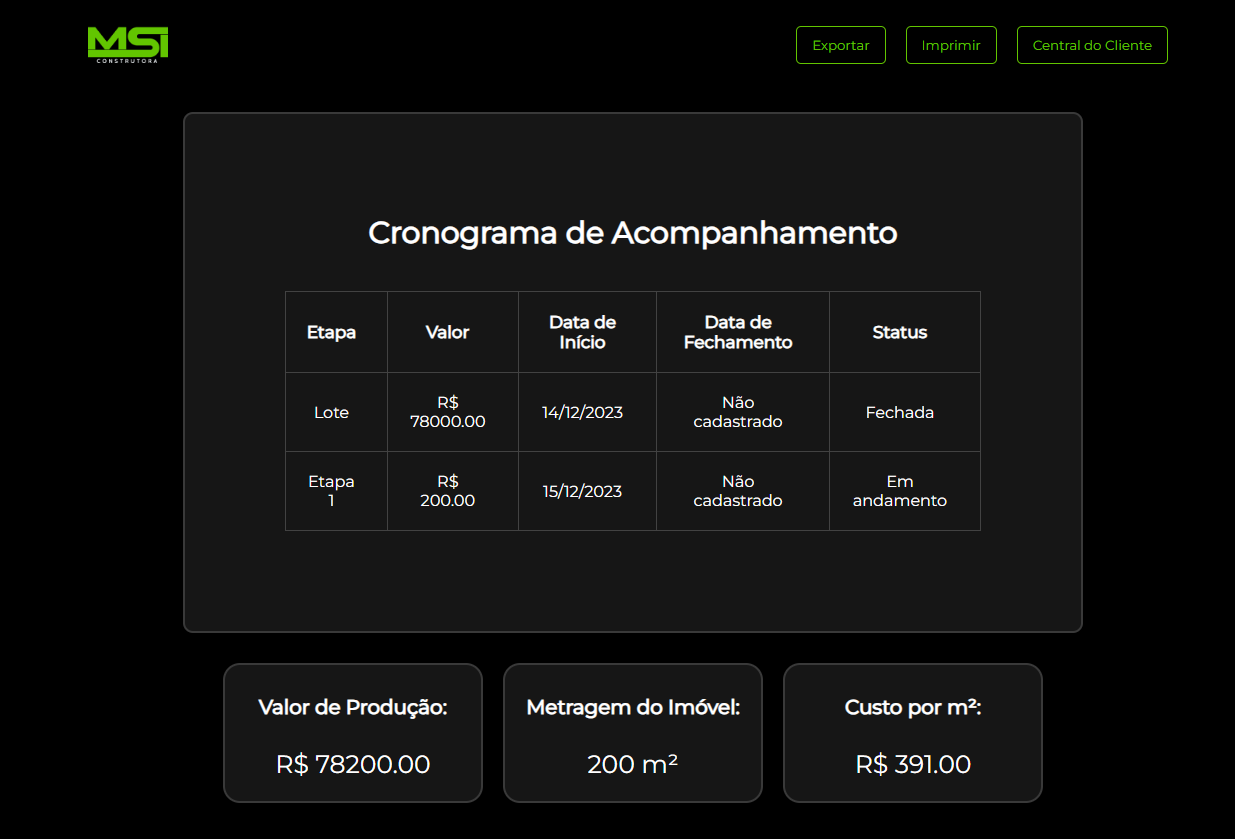 MSI
CONSTRUTORA
Exportar
Imprimir
Central do Cliente
Cronograma de Acompanhamento
Etapa
Valor
Data de
Início
Data de
Fechamento
Status
Lote
R$
78000.00
14/12/2023
Não
cadastrado
Fechada
Etapa
1
R$
200.00
15/12/2023
Não
cadastrado
Em
andamento
Valor de Produção:
R$ 78200.00
Metragem do Imóvel:
200 m²
Custo por m²:
R$ 391.00